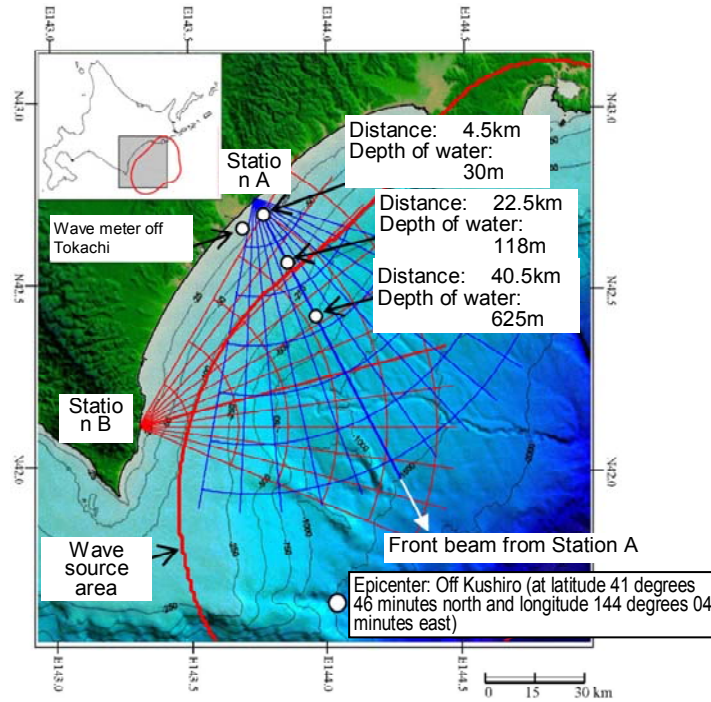 E143.0
E143.5
E144.0
E144.5
N43.0
N43.0
Distance: 4.5km
Depth of water:
30m
Statio
n A
Distance: 22.5km
Depth of water:
118m
Wave meter off
Tokachi
Distance: 40.5km
Depth of water:
625m
N42.5
N42.5
Statio
n B
N42.0
N42.0
Front beam from Station A
Wave
source
area
Epicenter: Off Kushiro (at latitude 41 degrees
46 minutes north and longitude 144 degrees 04
minutes east)
E143.0
E143.5
E144.0
E144.5
0 15 30 km